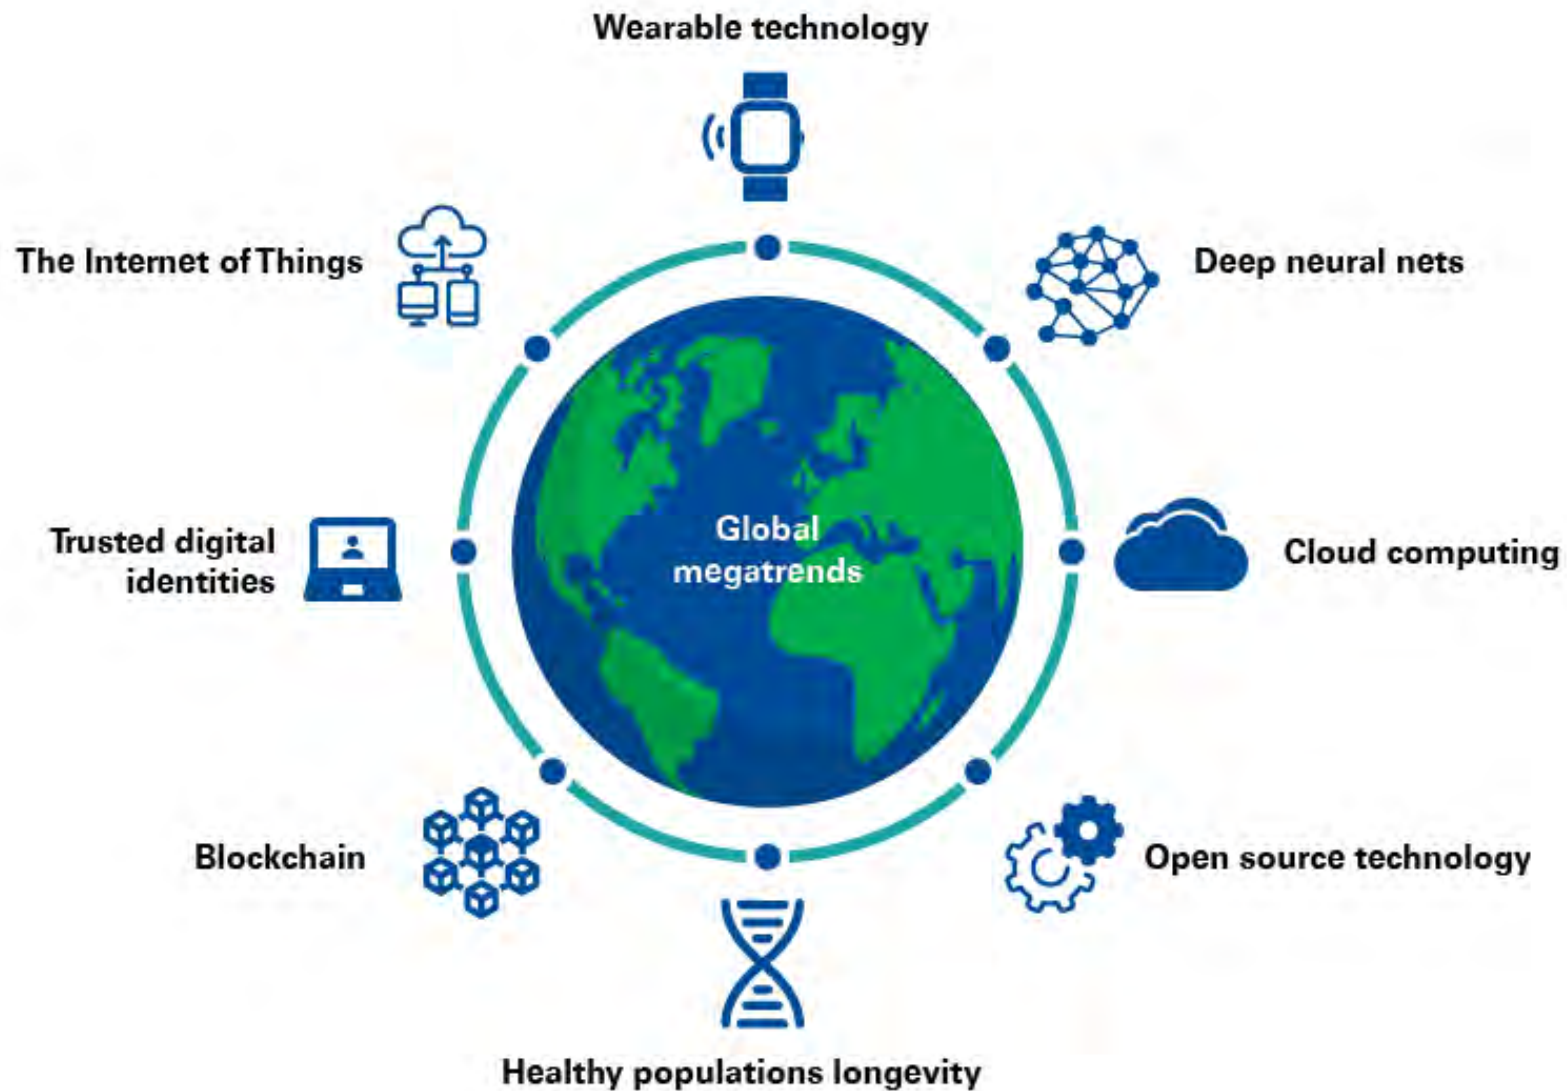 Wearable technology
The Internet of Things
Deep neural nets
Global
megatrends
Trusted digital
identities
Cloud computing
Blockchain
Open source technology
Healthy populations longevity